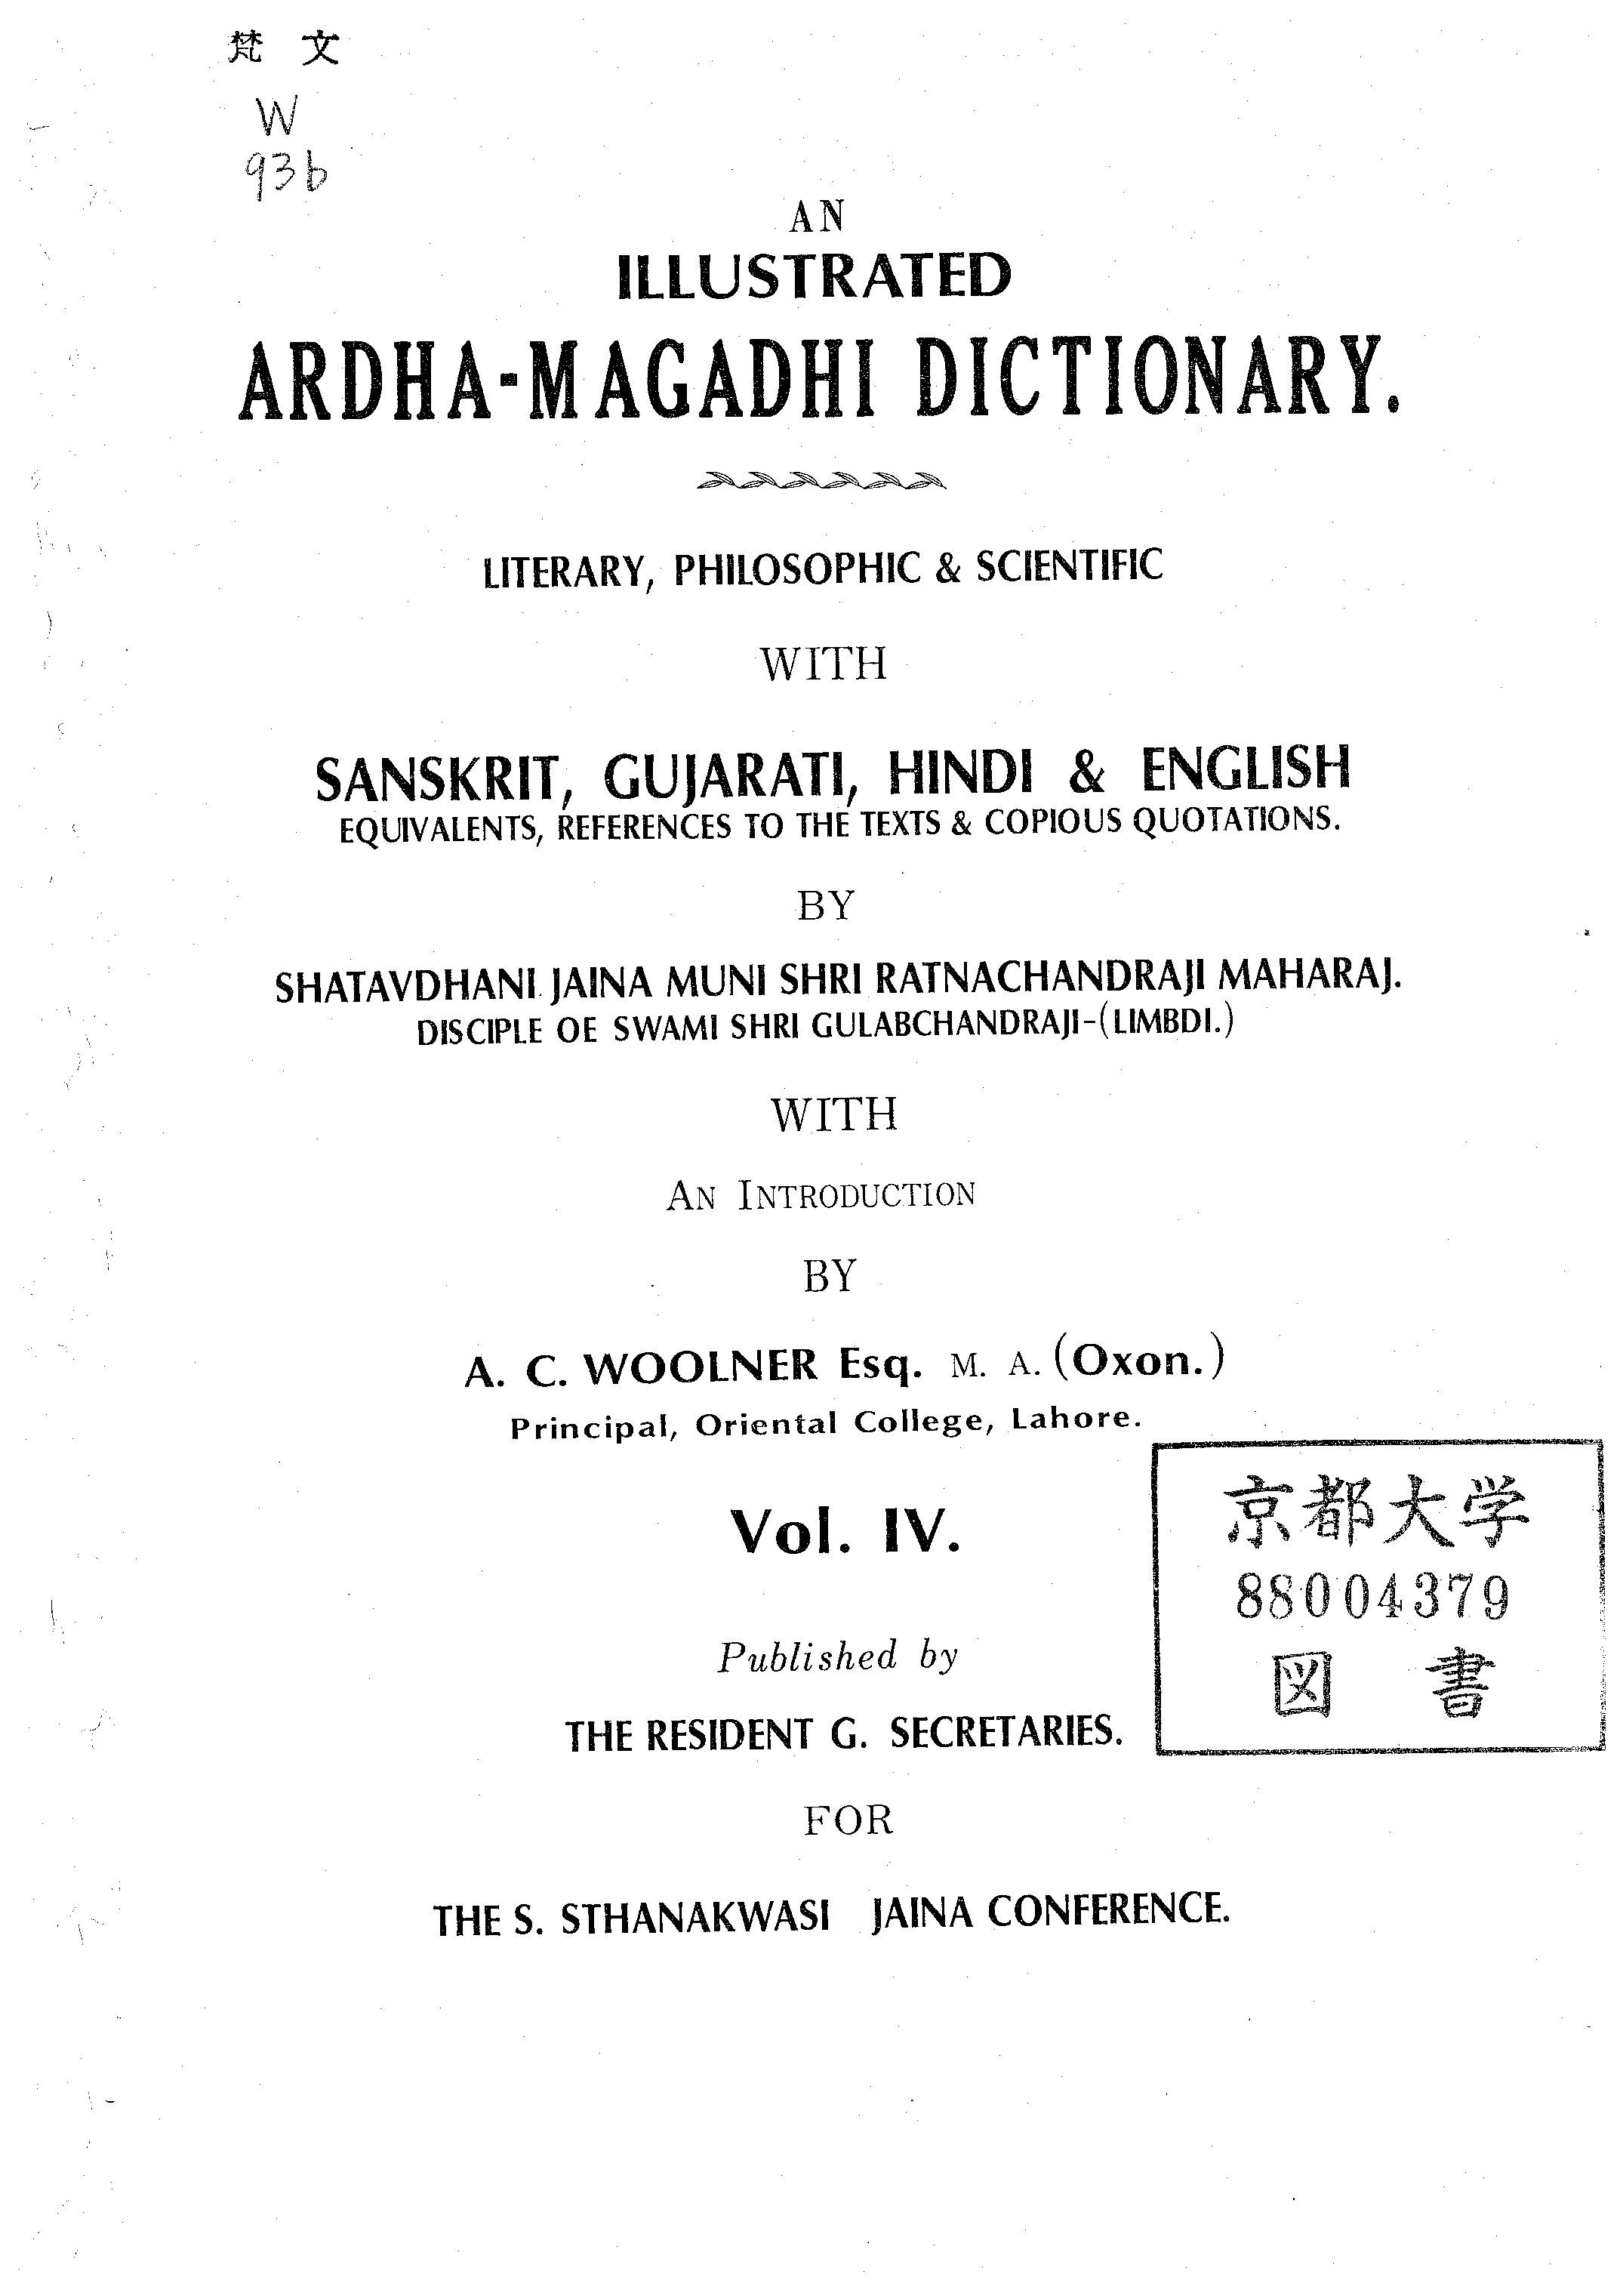 梵 文
W
93b
AN
ILLUSTRATED
ARDHA-MAGADHI DICTIONARY.
LITERARY, PHILOSOPHIC & SCIENTIFIC
WITH
SANSKRIT, GUJARATI, HINDI & ENGLISH
EQUIVALENTS, REFERENCES TO THE TEXTS & COPIOUS QUOTATIONS.
BY
SHATAVDHANI JAINA MUNI SHRI RATNACHANDRAJI MAHARAJ.
DISCIPLE OE SWAMI SHRI GULABCHANDRAJI-(LIMBDI.)
WITH
AN INTRODUCTION
BY
A. C. WOOLNER Esq. M. A. (Oxon.)
Principal, Oriental College, Lahore.
Vol. IV.
京都大学
88004379
図 書
Published by
THE RESIDENT G. SECRETARIES.
FOR
THE S. STHANAKWASI JAINA CONFERENCE.